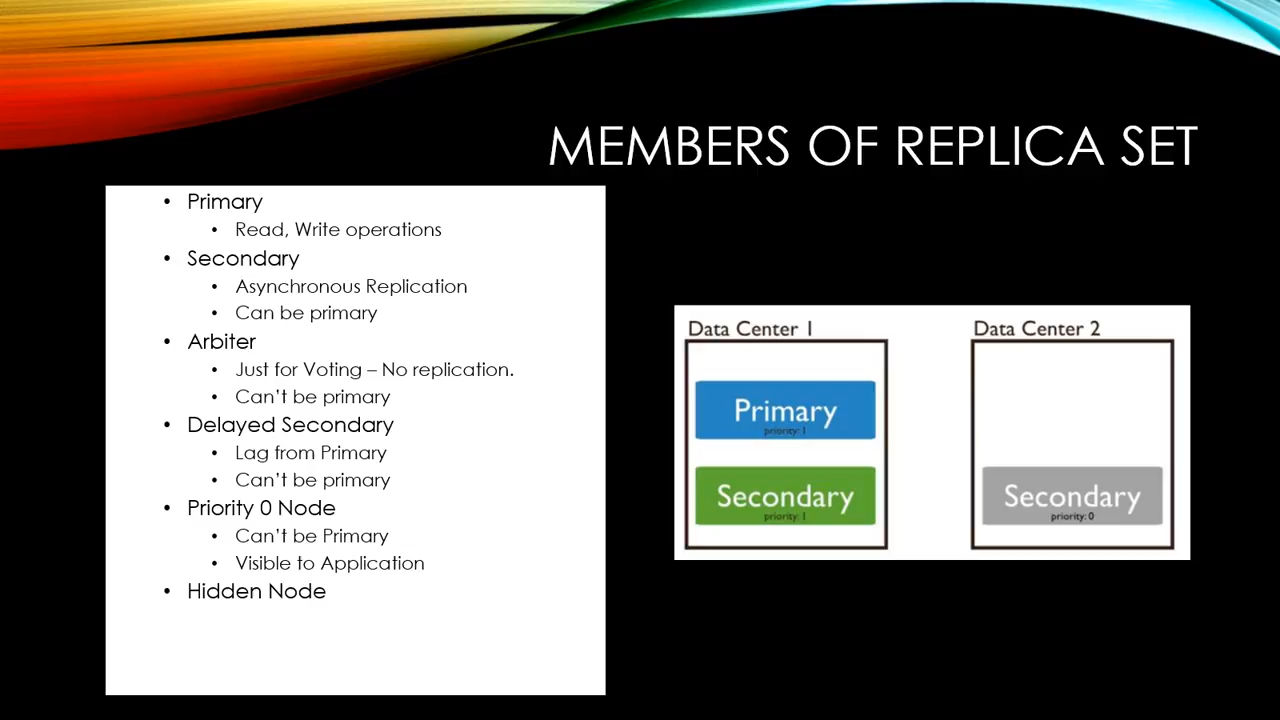 MEMBERS OF REPLICA SET
• Primary
• Read, Write operations
• Secondary
• Asynchronous Replication
• Can be primary
• Arbiter
• Just for Voting – No replication.
• Can't be primary
• Delayed Secondary
• Lag from Primary
• Can't be primary
• Priority 0 Node
• Can't be Primary
• Visible to Application
• Hidden Node
Data Center 1
Primary
priority: 1
Secondary
priority: 1
Data Center 2
Secondary
priority: 0